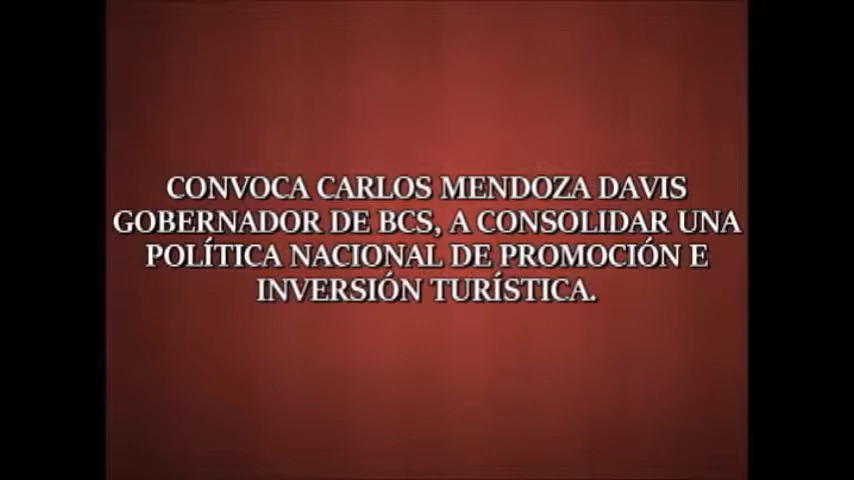 CONVOCA CARLOS MENDOZA DAVIS
GOBERNADOR DE BCS, A CONSOLIDAR UNA
POLÍTICA NACIONAL DE PROMOCIÓN E
INVERSIÓN TURÍSTICA.